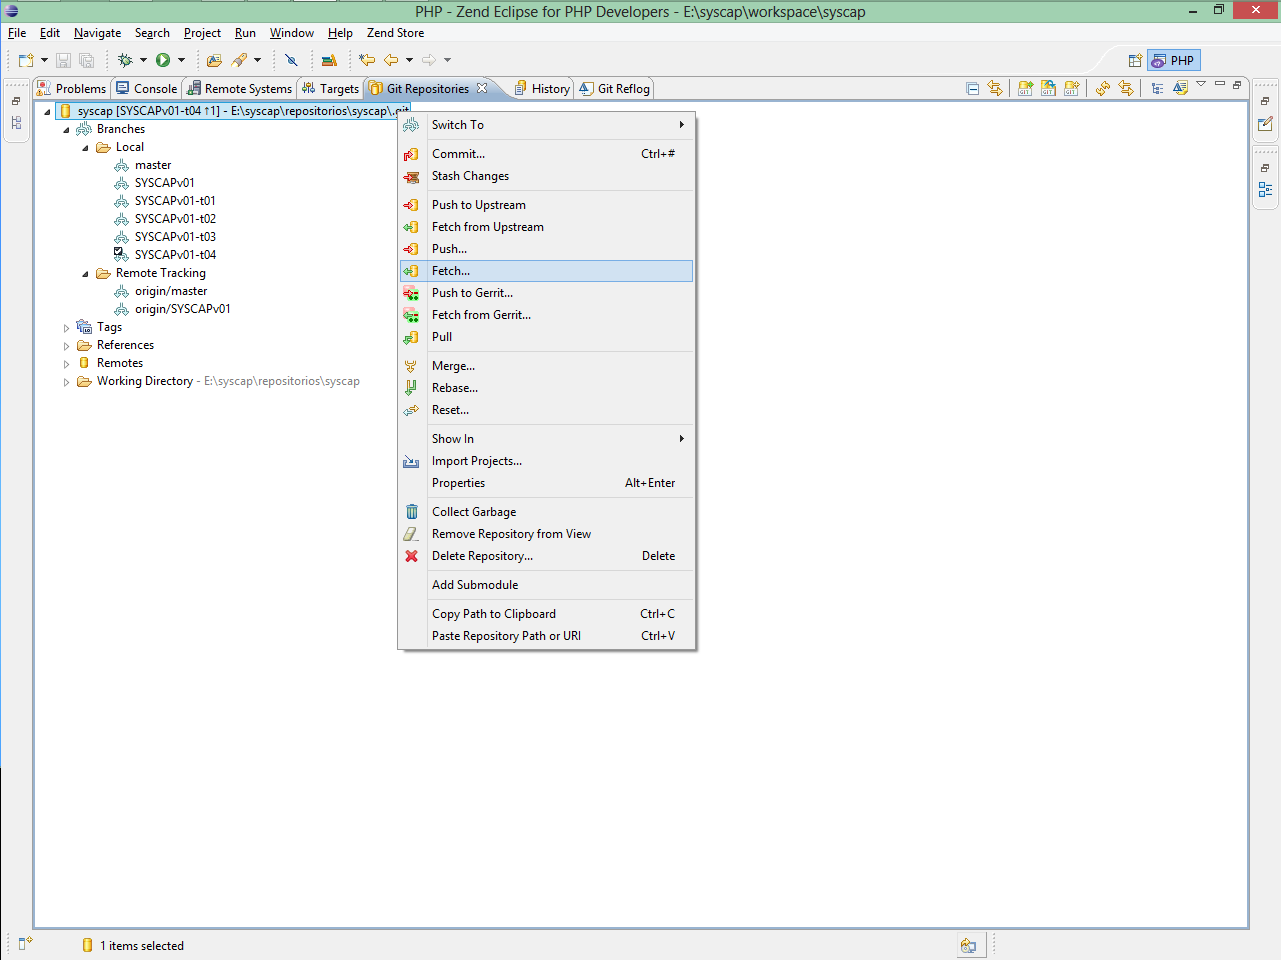 PHP - Zend Eclipse for PHP Developers - E:\syscap\workspace\syscap
File Edit Navigate Search Project Run Window Help Zend Store
PHP
Problems Console Remote Systems Targets Git Repositories History Git Reflog
syscap [SYSCAPv01-t04 ↑1] - E:\syscap\repositorios\syscap\.git
Branches
Local
master
SYSCAPv01
SYSCAPv01-t01
SYSCAPv01-t02
SYSCAPv01-t03
SYSCAPv01-t04
Remote Tracking
origin/master
origin/SYSCAPv01
Tags
References
Remotes
Working Directory - E:\syscap\repositorios\syscap
Switch To
Commit... Ctrl+#
Stash Changes
Push to Upstream
Fetch from Upstream
Push...
Fetch...
Push to Gerrit...
Fetch from Gerrit...
Pull
Merge...
Rebase...
Reset...
Show In
Import Projects...
Properties Alt+Enter
Collect Garbage
Remove Repository from View
Delete Repository... Delete
Add Submodule
Copy Path to Clipboard Ctrl+C
Paste Repository Path or URI Ctrl+V
1 items selected